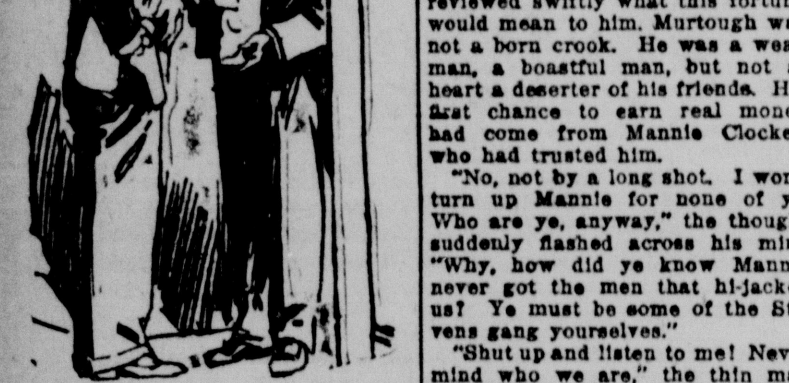 reviewed swiftly what this fortun
would mean to him. Murtough w
not a born crook. He was a wea
man, a boastful man, but not
heart a deserter of his friends. H
first chance to earn real mone
had come from Mannie Clocke
who had trusted him.
"No, not by a long shot. I won
turn up Mannie for none of y
Who are ye, anyway," the thoug
suddenly flashed across his min
"Why, how did ye know Mann
never got the men that hi-jack
us? Ye must be some of the St
vens gang yourselves."
"Shut up and listen to me! Nev
mind who we are," the thin ma